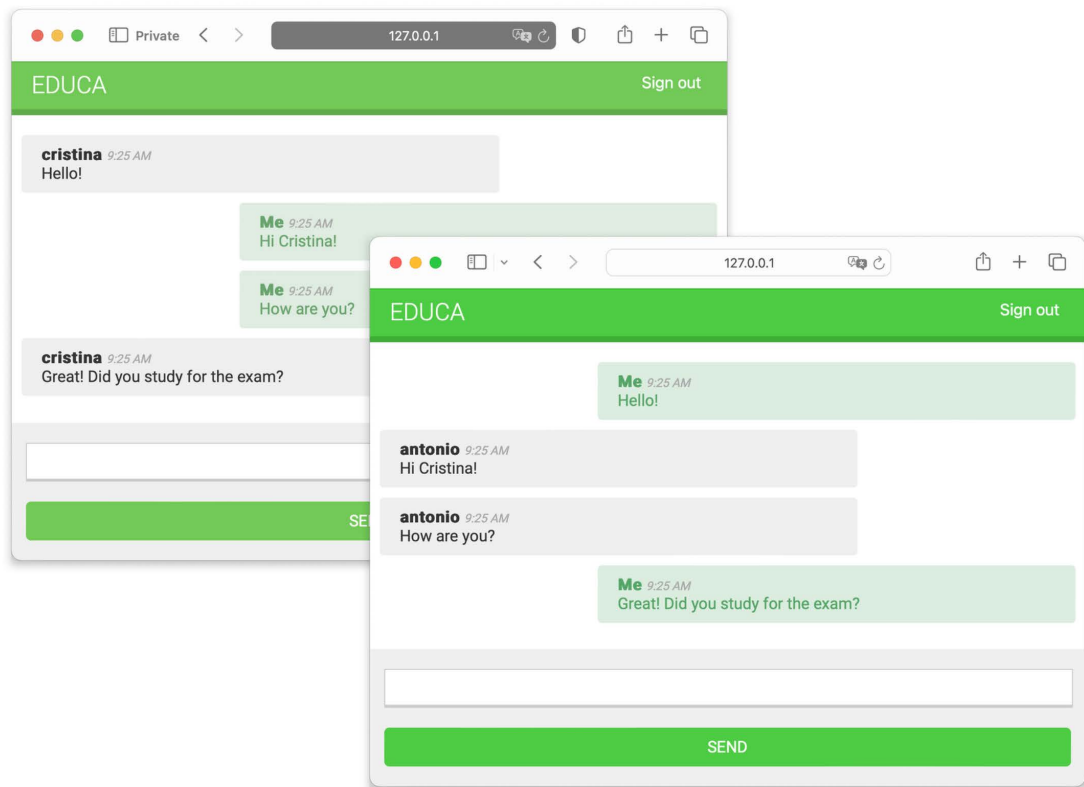 Private
127.0.0.1
EDUCA
Sign out
cristina 9:25 AM
Hello!
Me 9:25 AM
Hi Cristina!
Me 9:25 AM
How are you?
cristina 9:25 AM
Great! Did you study for the exam?
SE
127.0.0.1
EDUCA
Sign out
Me 9:25 AM
Hello!
antonio 9:25 AM
Hi Cristina!
antonio 9:25 AM
How are you?
Me 9:25 AM
Great! Did you study for the exam?
SEND